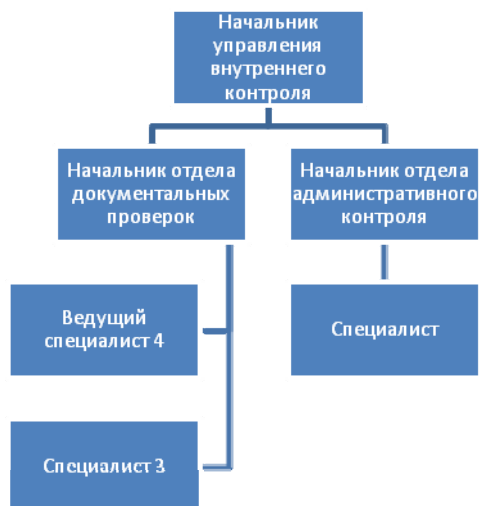 Начальник
управления
внутреннего
контроля
Начальник отдела
документальных
проверок
Начальник отдела
административного
контроля
Ведущий
специалист 4
Специалист
Специалист 3